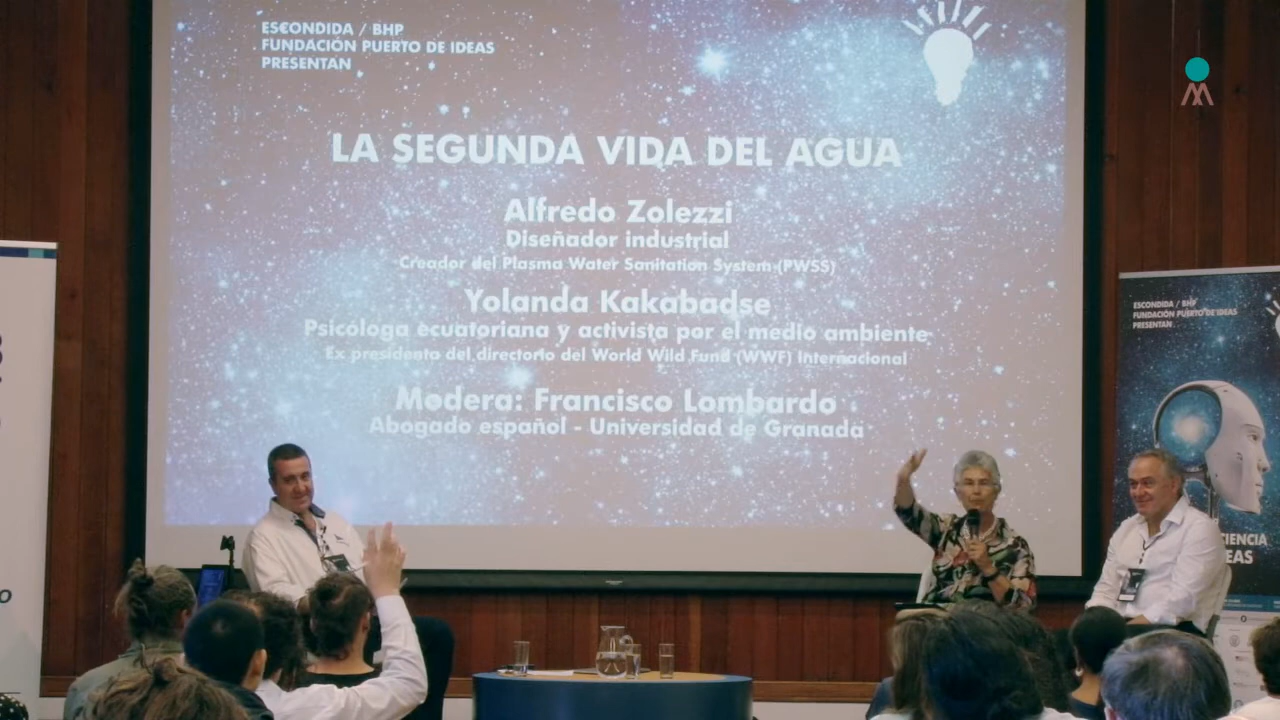 ESCONDIDA / BHP
FUNDACIÓN PUERTO DE IDEAS
PRESENTAN
LA SEGUNDA VIDA DEL AGUA
Alfredo Zolezzi
Diseñador industrial
Creador del Plasma Water Sanitation System (PWSS)
Yolanda Kakabadse
Psicóloga ecuatoriana y activista por el medio ambiente
Ex presidenta del directorio del World Wild Fund (WWF) Internacional
Modera: Francisco Lombardo
Abogado español - Universidad de Granada
ESCONDIDA / BHP
FUNDACIÓN PUERTO DE IDEAS
PRESENTAN
CIENCIA
EAS